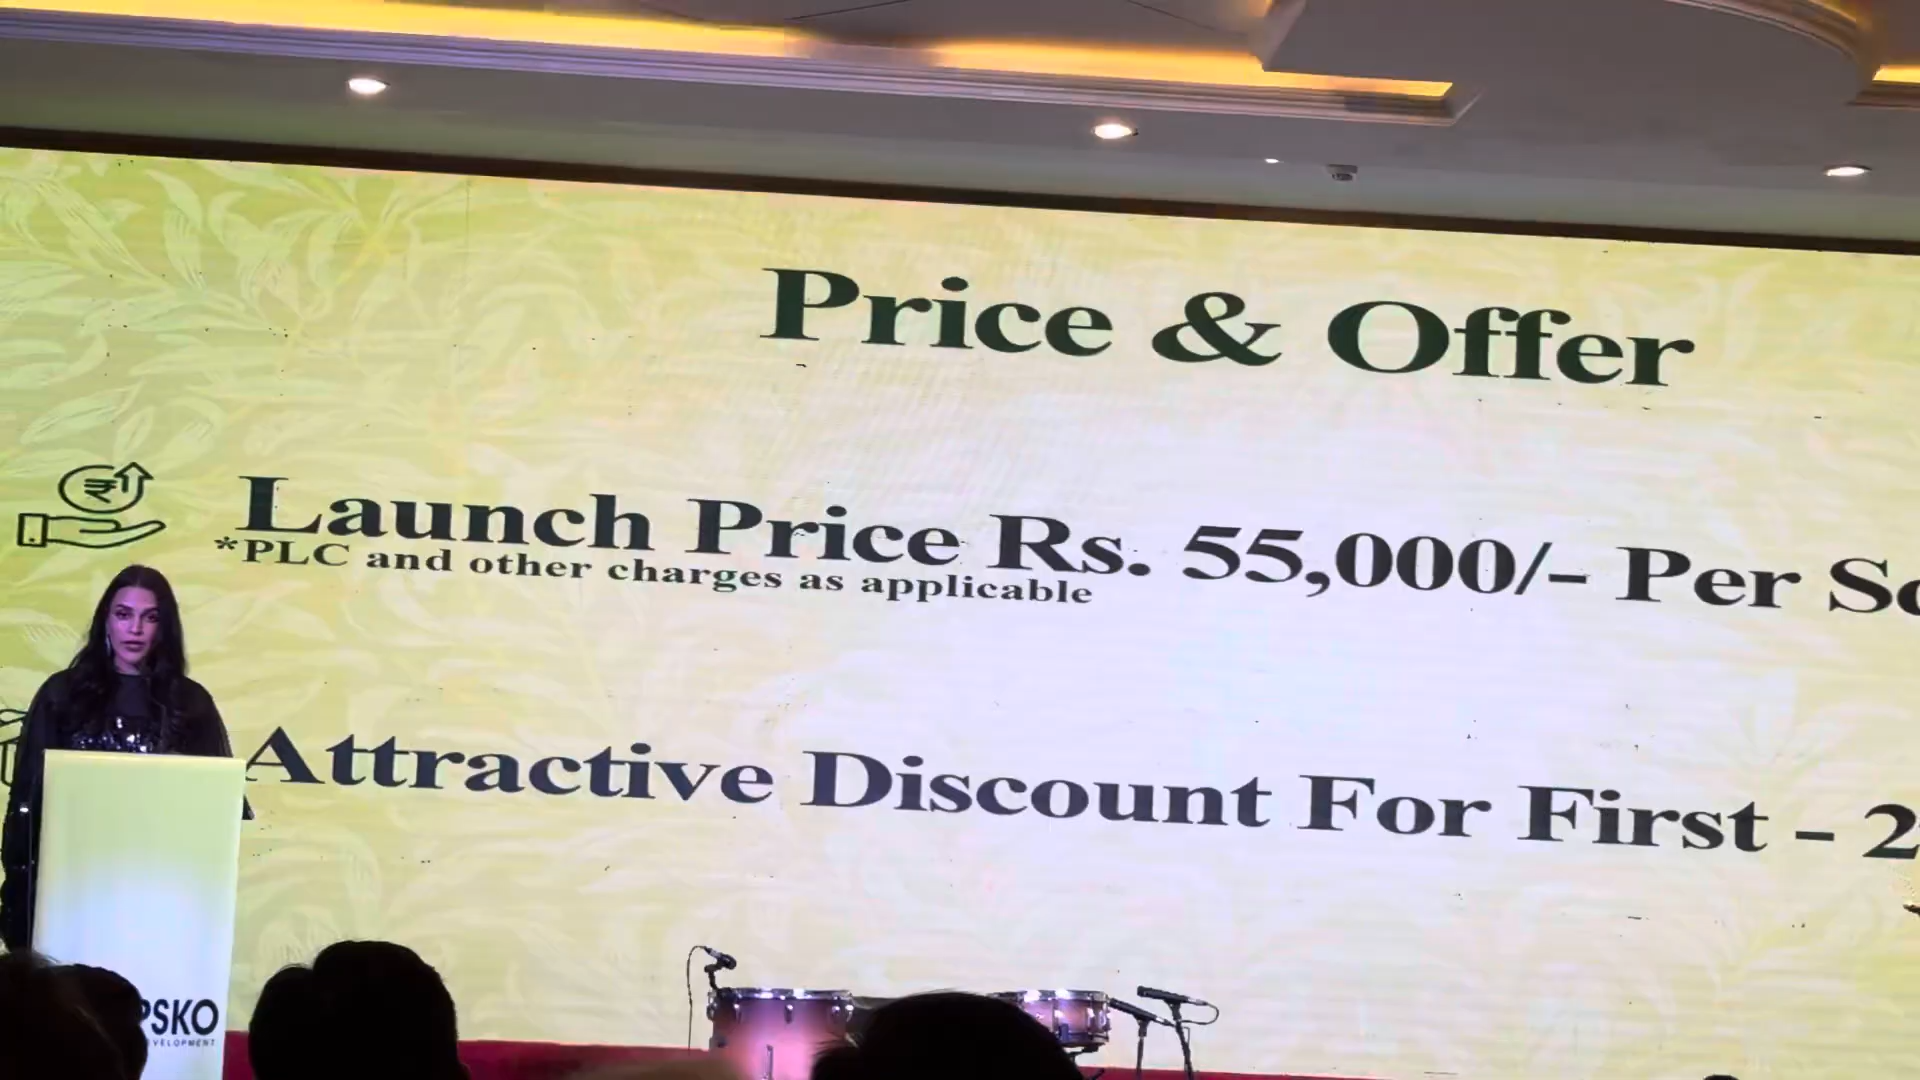 Price & Offer
Launch Price Rs. 55,000/- Per
*PLC and other charges as applicable
Attractive Discount For First - 2
PSKO